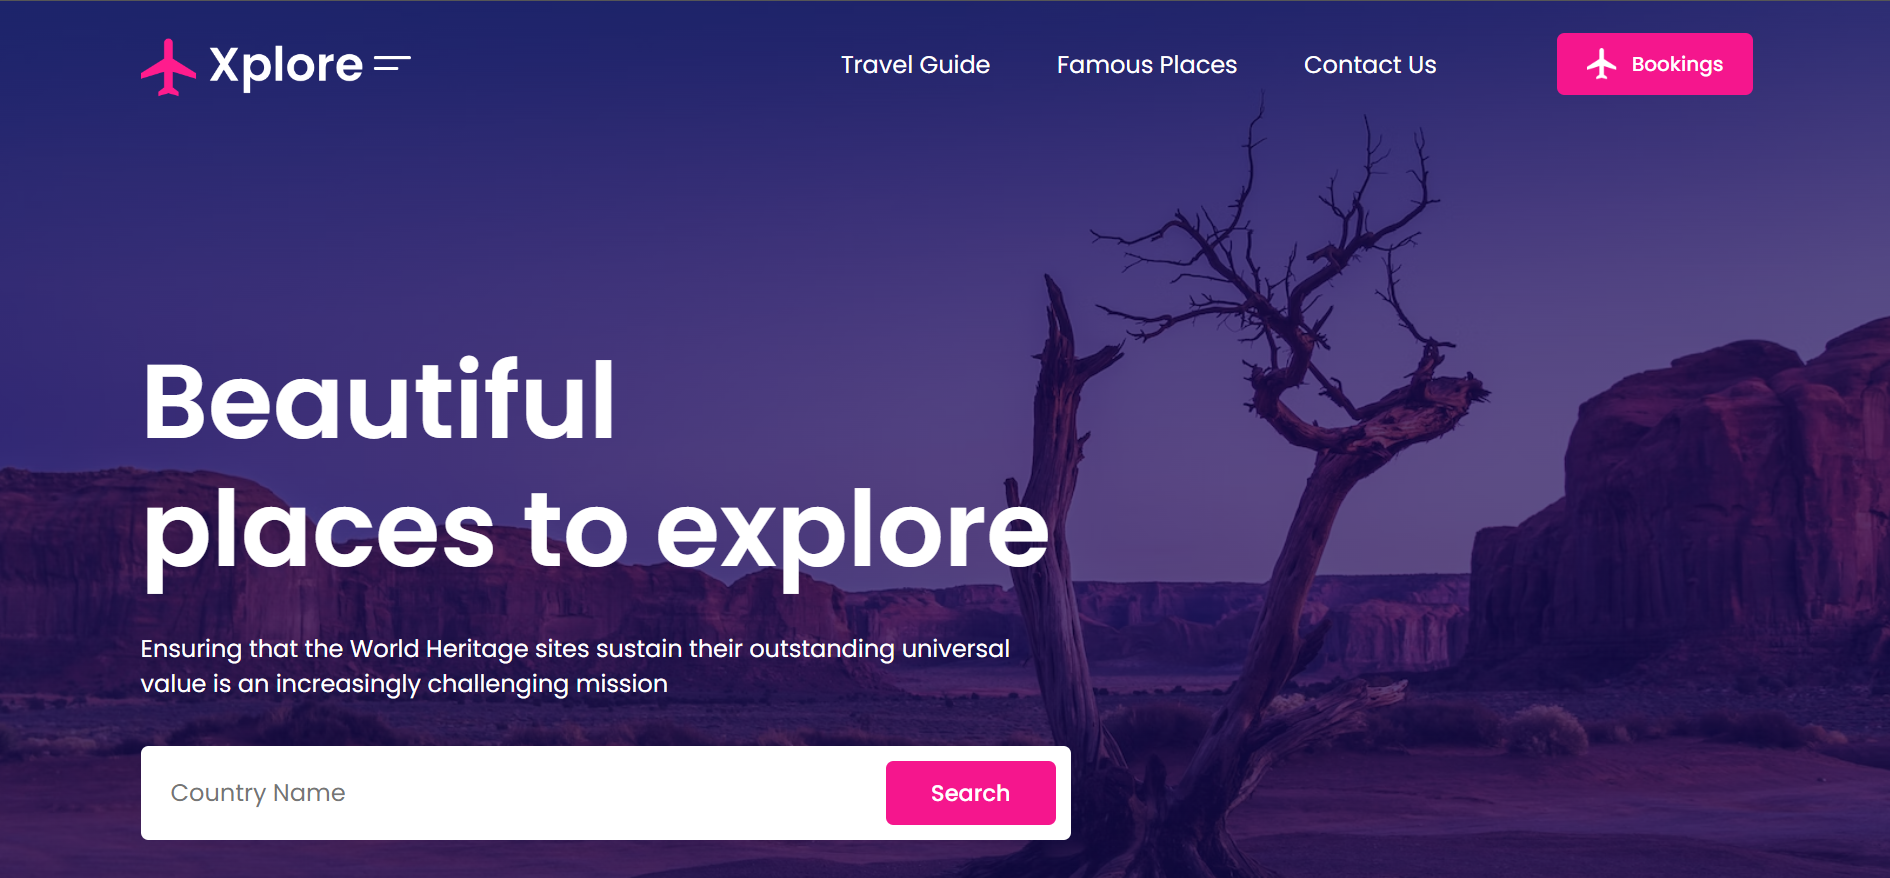 Xplore
Travel Guide
Famous Places
Contact Us
Bookings
Beautiful
places to explore
Ensuring that the World Heritage sites sustain their outstanding universal
value is an increasingly challenging mission
Country Name
Search